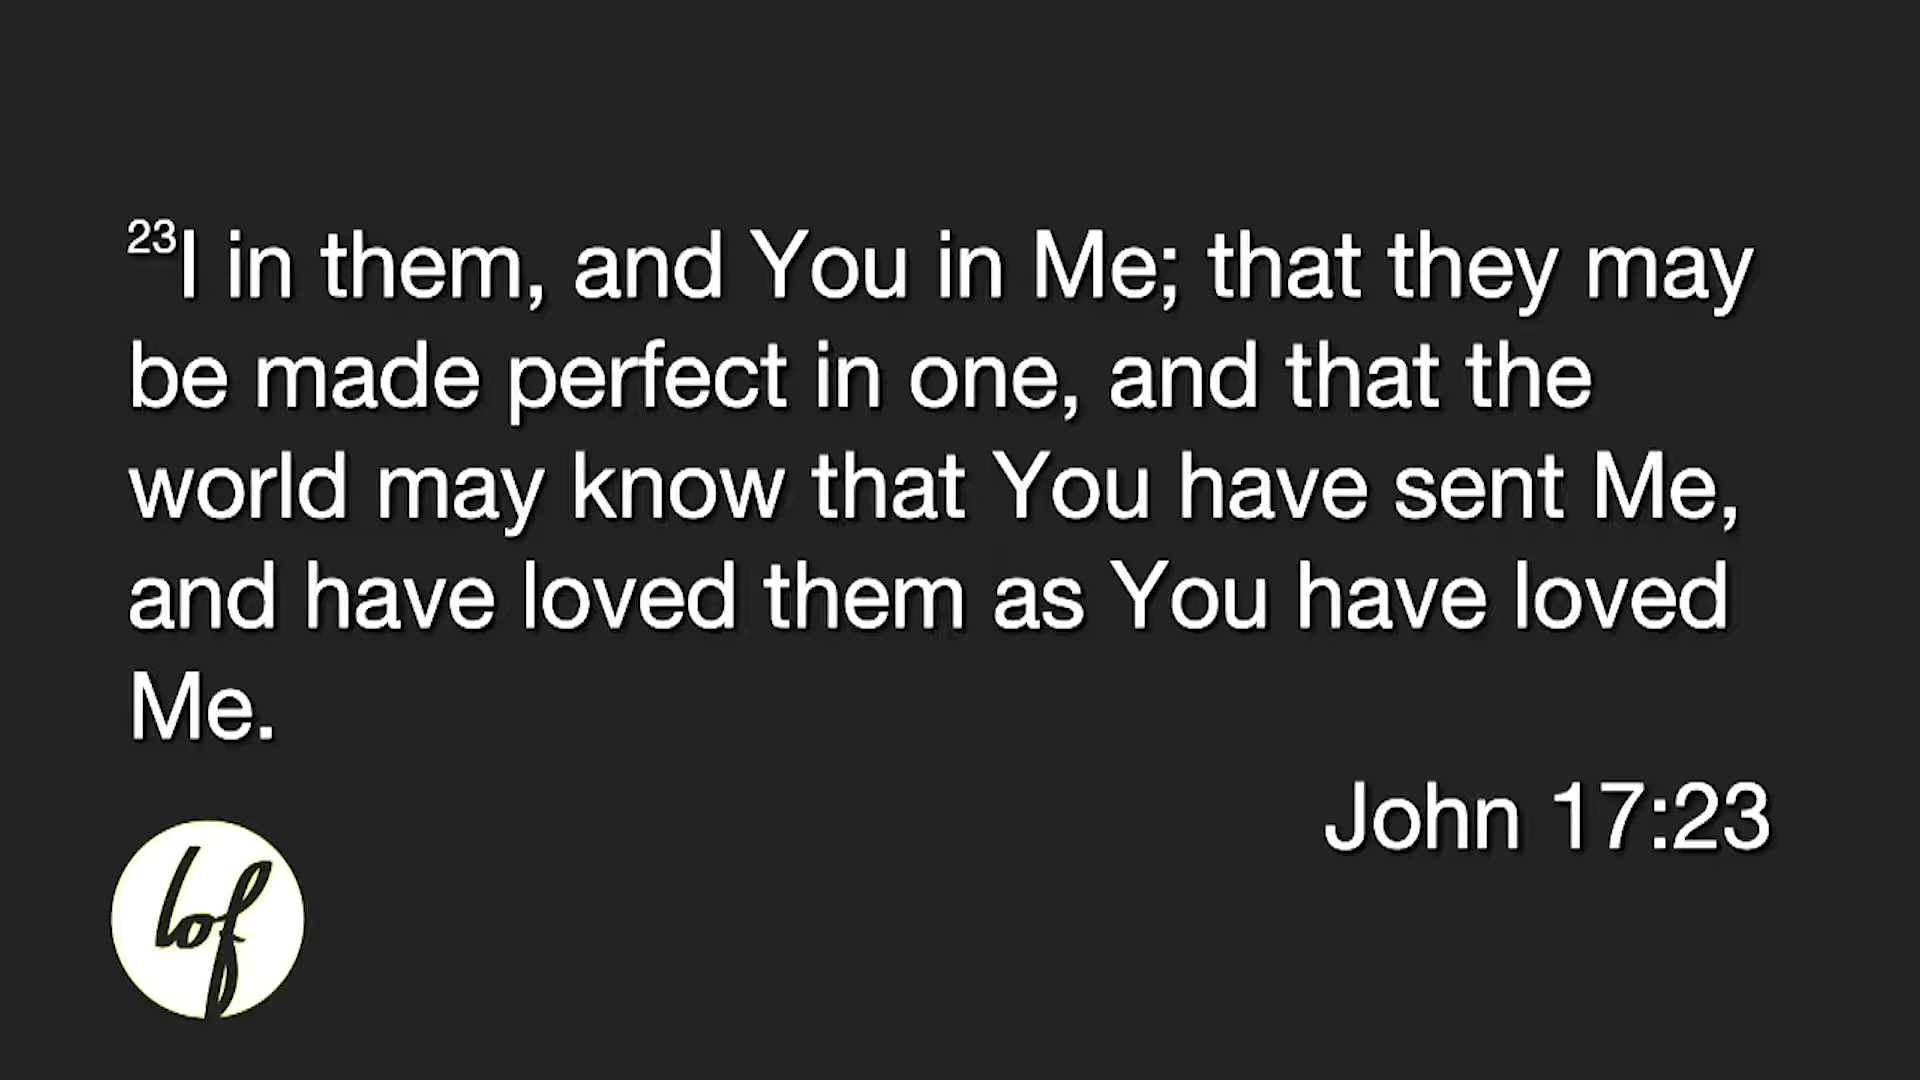 23I in them, and You in Me; that they may
be made perfect in one, and that the
world may know that You have sent Me,
and have loved them as You have loved
Me.
John 17:23
lof